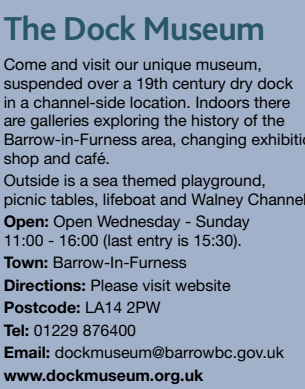 The Dock Museum
Come and visit our unique museum,
suspended over a 19th century dry dock
in a channel-side location. Indoors there
are galleries exploring the history of the
Barrow-in-Furness area, changing
shop and café.
Outside is a sea themed playground,
picnic tables, lifeboat and Walney Channel
Open: Open Wednesday - Sunday
11:00 - 16:00 (last entry is 15:30).
Town: Barrow-In-Furness
Directions: Please visit website
Postcode: LA14 2PW
Tel: 01229 876400
Email: dockmuseum@barrowbc.gov.uk
www.dockmuseum.org.uk